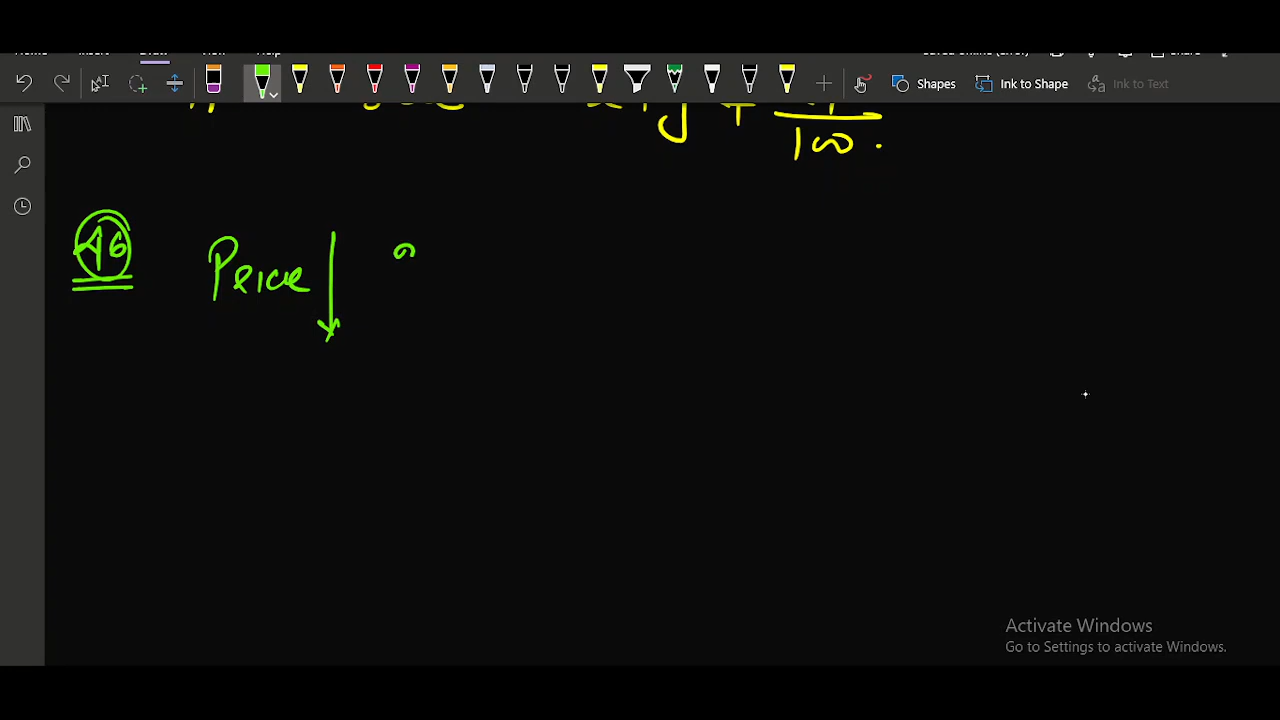 Shapes
Ink to Shape
Ink to Text
x + y +
100.
46 Price
Activate Windows
Go to Settings to activate Windows.